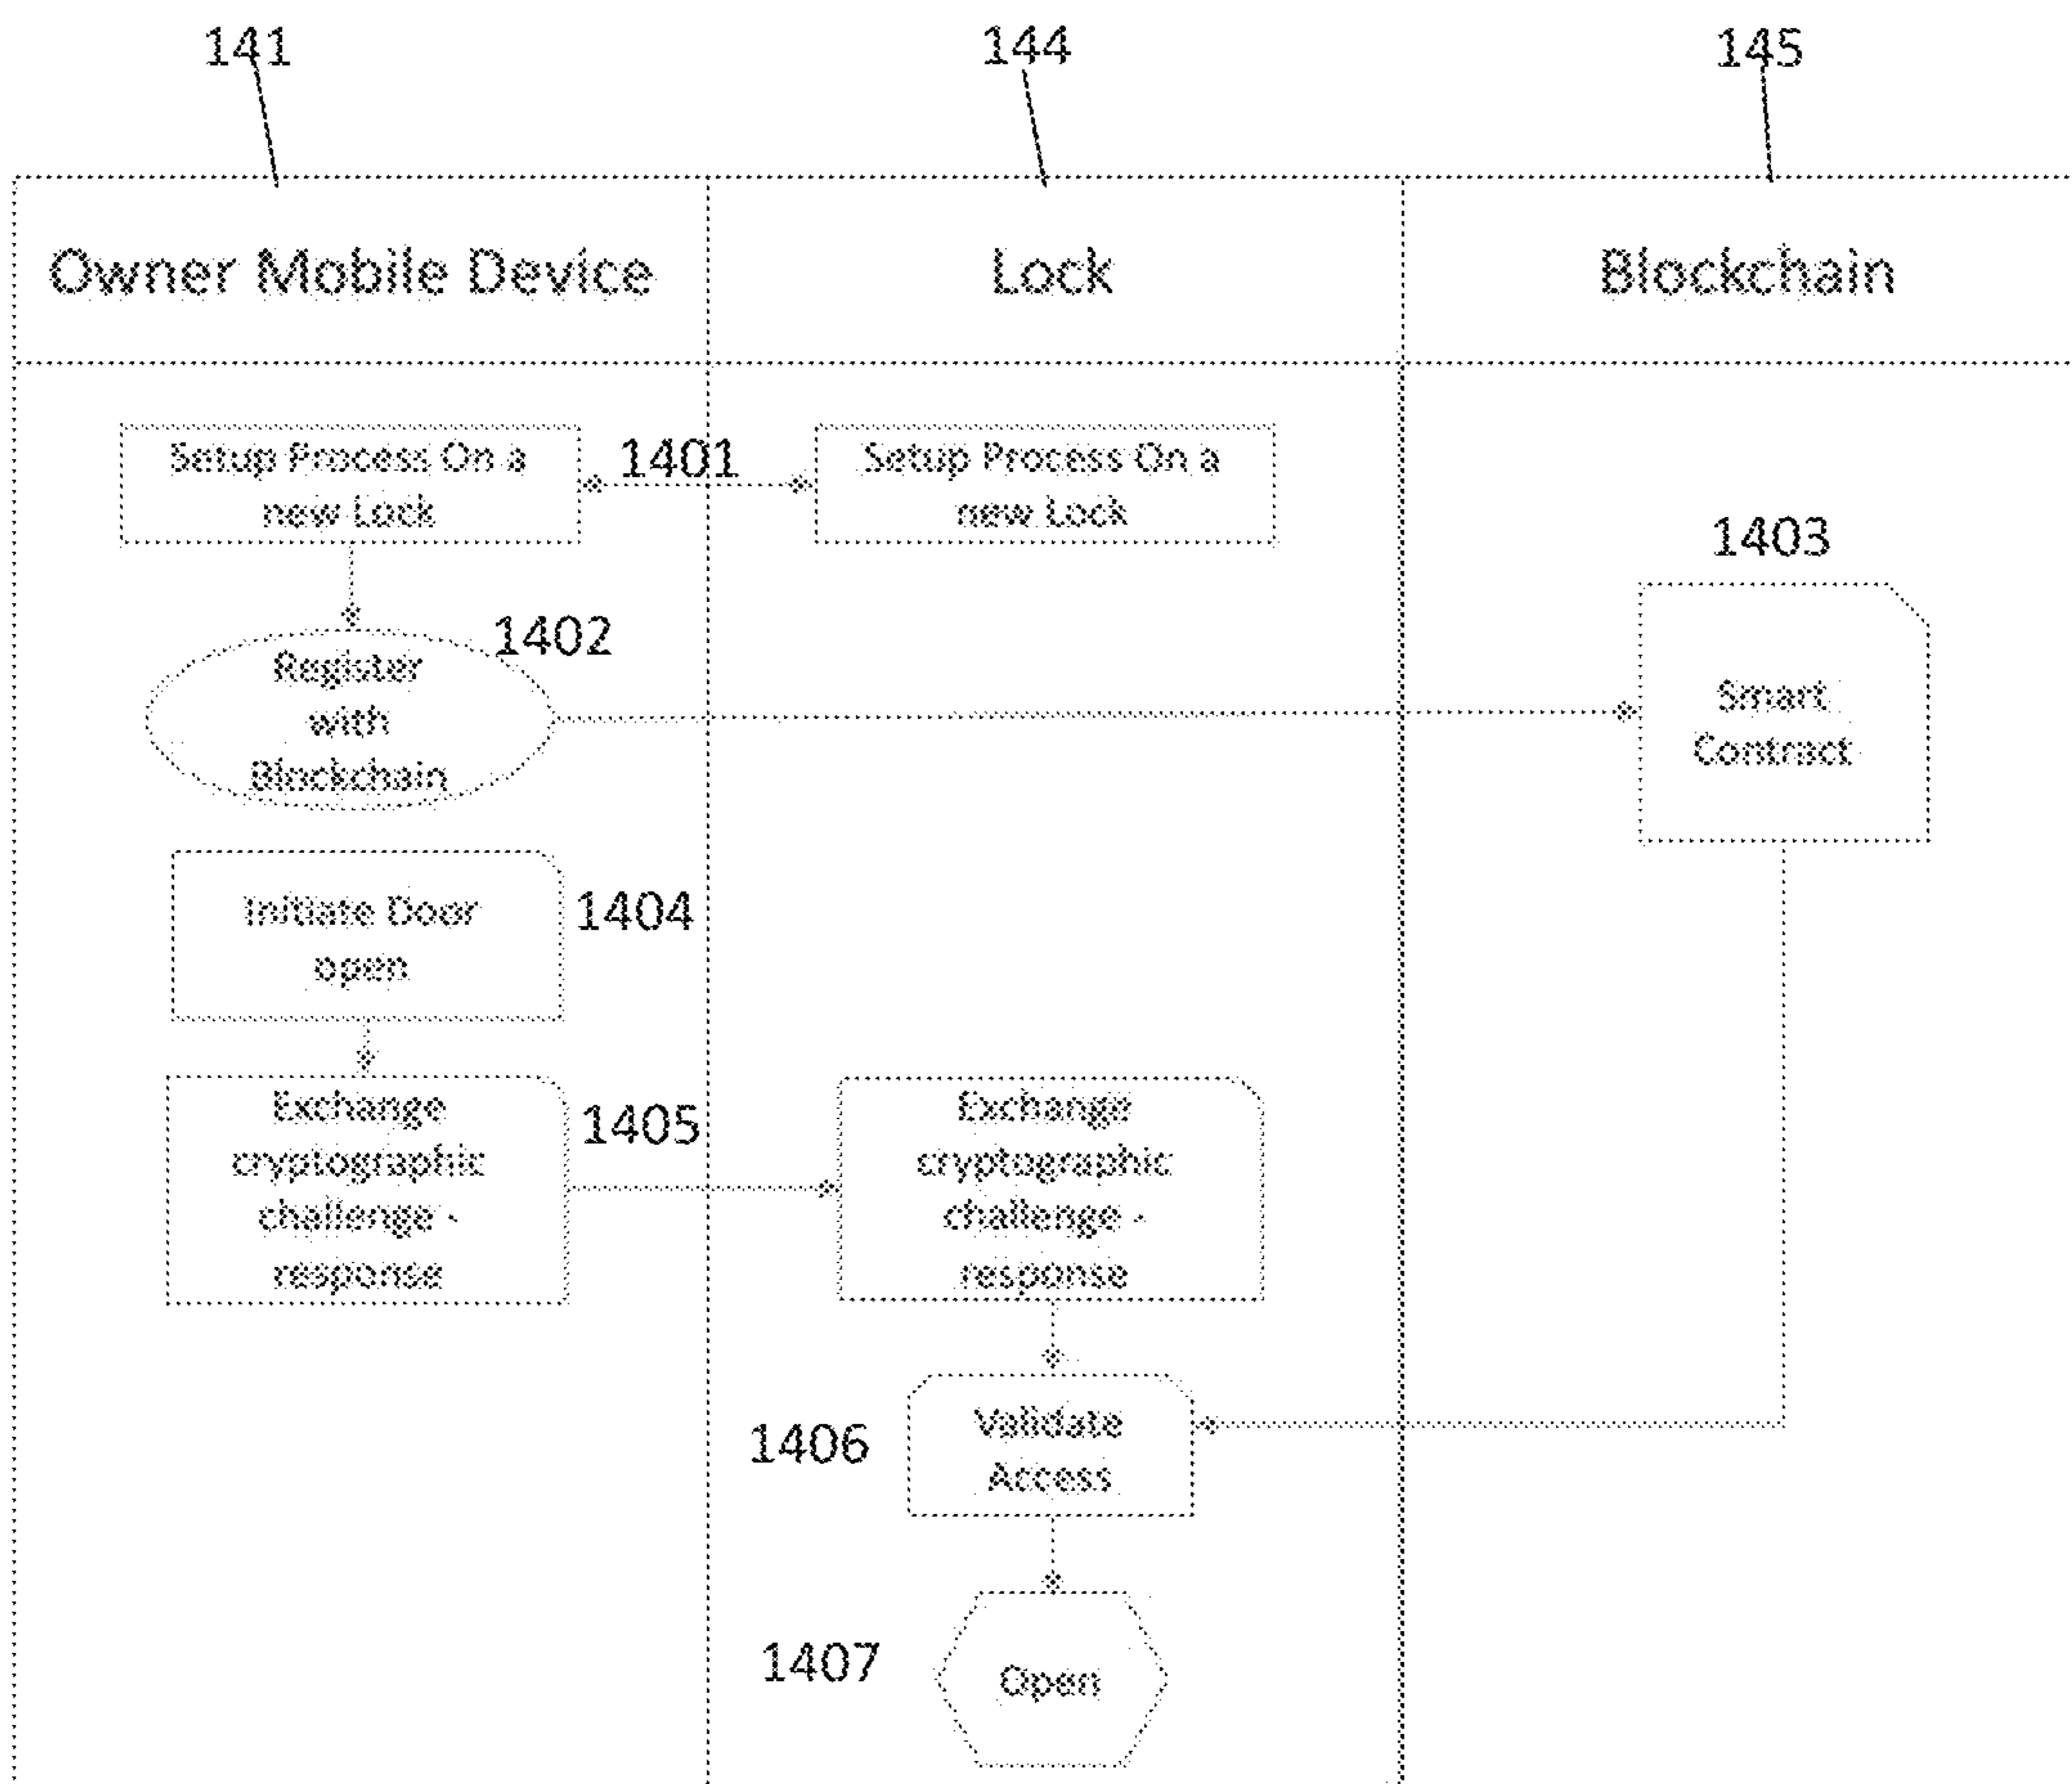 141
144
145
Owner Mobile Device
Lock
Blockchain
Setup Process On a
new Lock
1401
Setup Process On a
new Lock
1403
1402
Register
with
Blockchain
Smart
Contract
Initiate Door
open
1404
Exchange
cryptographic
challenge -
response
1405
Exchange
cryptographic
challenge -
response
1406
Validate
Access
1407
Open